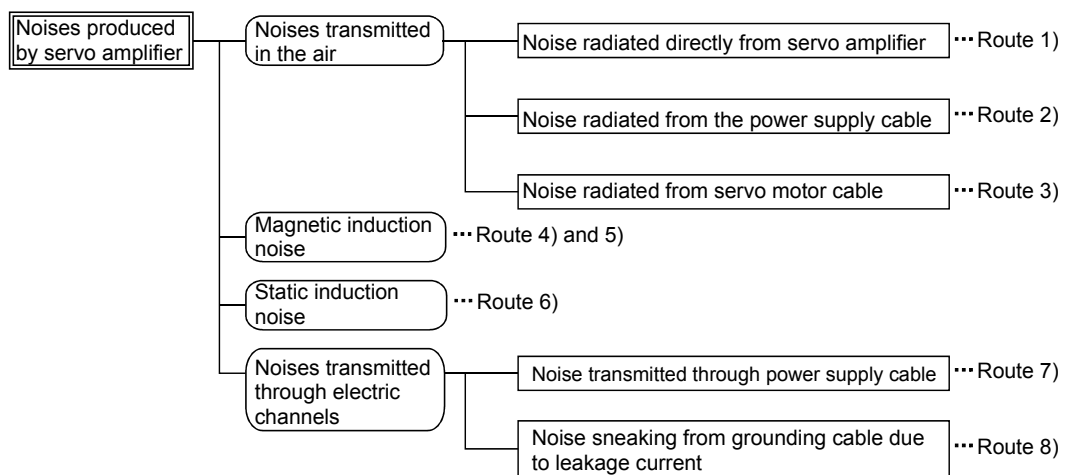 Noises produced
by servo amplifier
Noises transmitted
in the air
Noise radiated directly from servo amplifier
··· Route 1)
Noise radiated from the power supply cable
··· Route 2)
Noise radiated from servo motor cable
··· Route 3)
Magnetic induction
noise
··· Route 4) and 5)
Static induction
noise
··· Route 6)
Noises transmitted
through electric
channels
Noise transmitted through power supply cable
··· Route 7)
Noise sneaking from grounding cable due
to leakage current
··· Route 8)